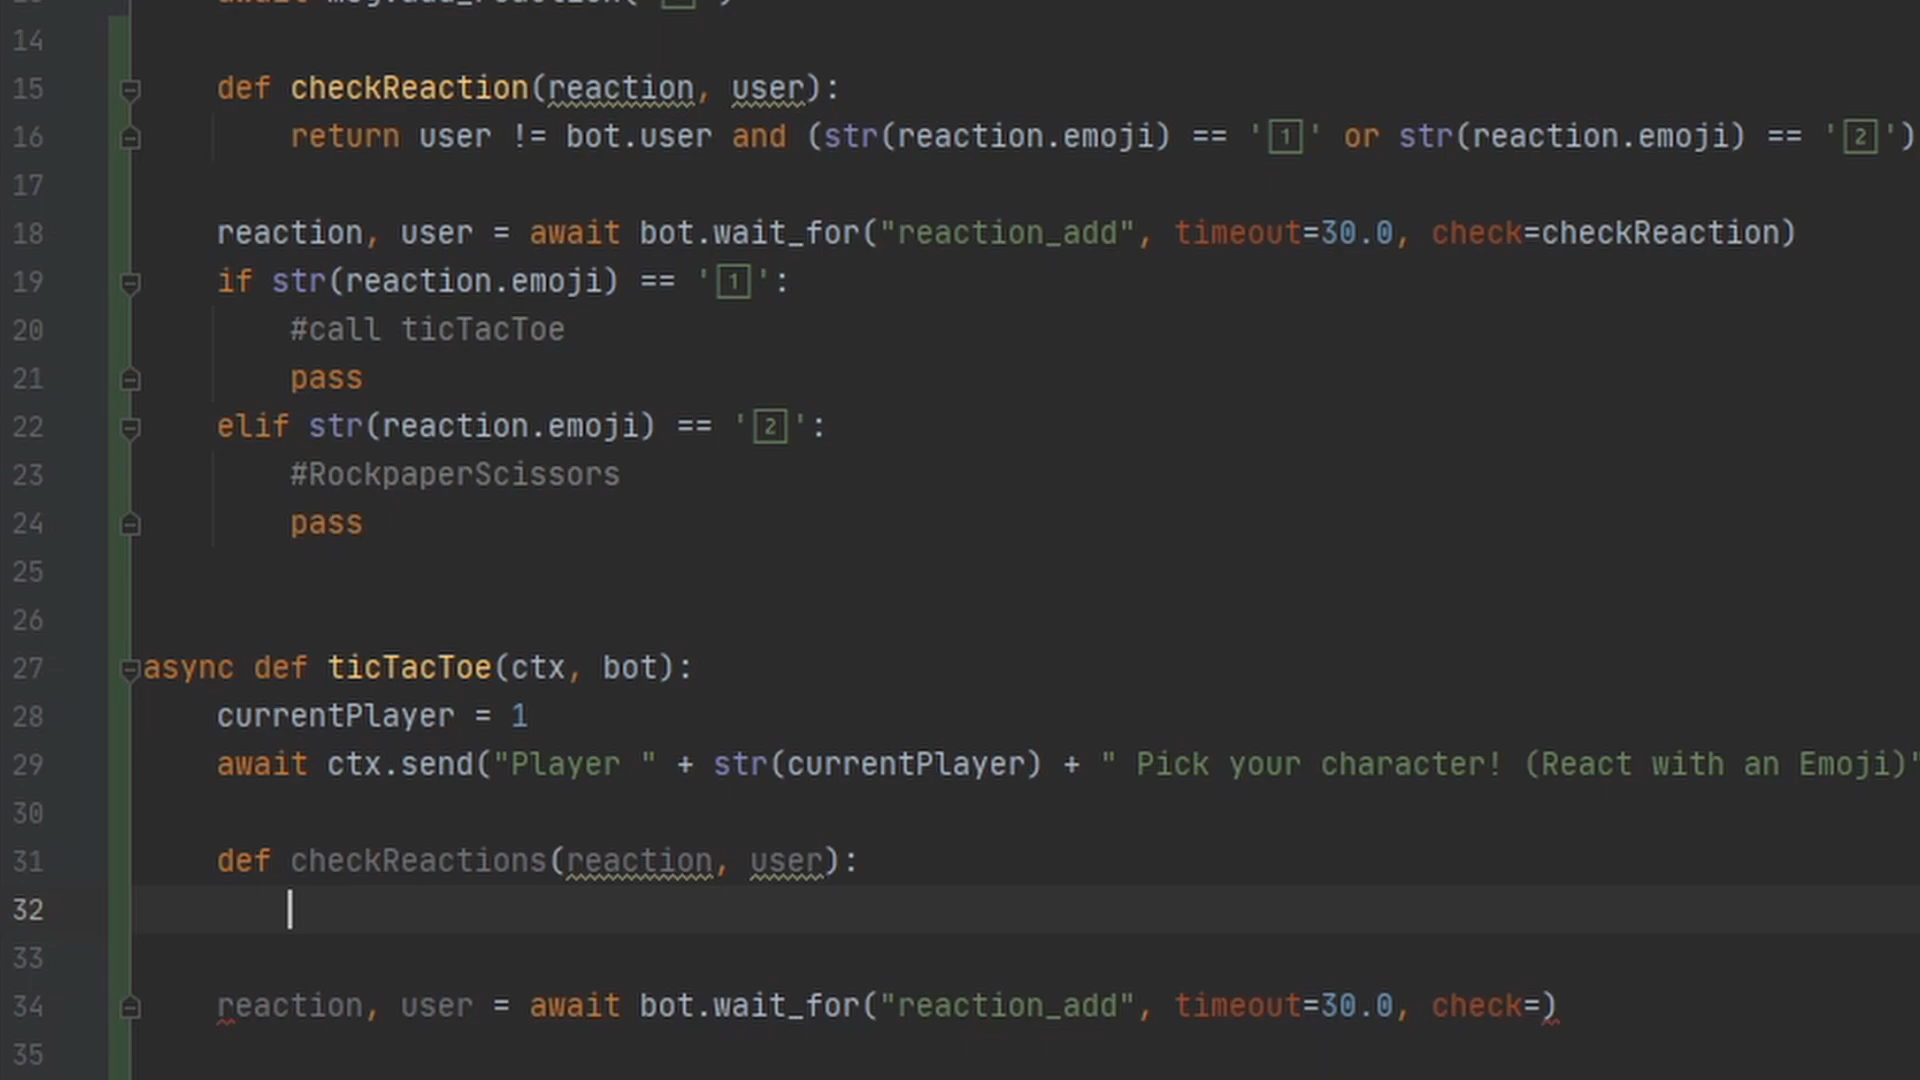 14
15 def checkReaction(reaction, user):
16 return user != bot.user and (str(reaction.emoji) == '1️⃣' or str(reaction.emoji) == '2️⃣')
17
18 reaction, user = await bot.wait_for("reaction_add", timeout=30.0, check=checkReaction)
19 if str(reaction.emoji) == '1️⃣':
20 #call ticTacToe
21 pass
22 elif str(reaction.emoji) == '2️⃣':
23 #RockpaperScissors
24 pass
25
26
27 async def ticTacToe(ctx, bot):
28 currentPlayer = 1
29 await ctx.send("Player " + str(currentPlayer) + " Pick your character! (React with an Emoji)"
30
31 def checkReactions(reaction, user):
32
33
34 reaction, user = await bot.wait_for("reaction_add", timeout=30.0, check=)
35